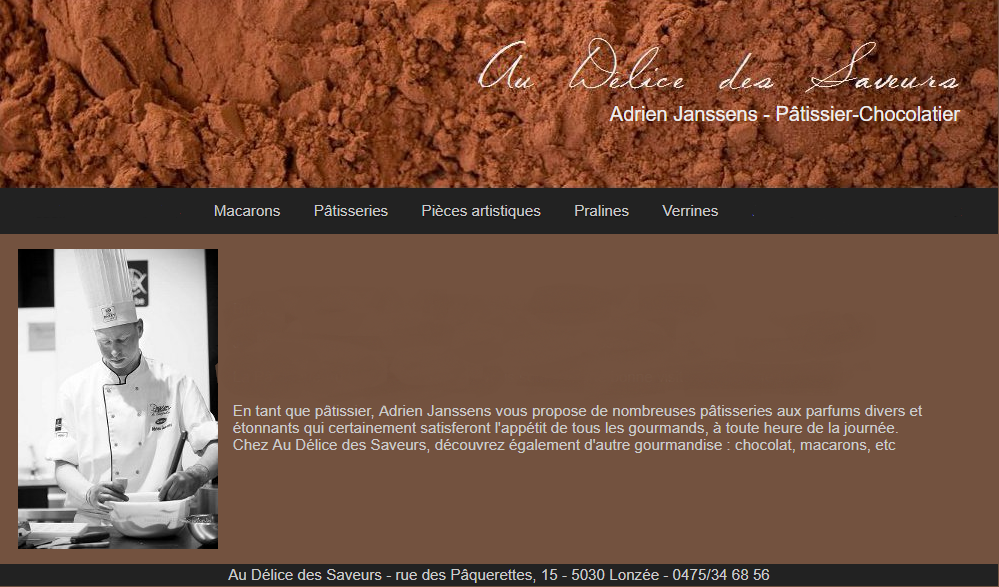 Au Delice des Saveurs
Adrien Janssens - Pâtissier-Chocolatier
Macarons Pâtisseries Pièces artistiques Pralines Verrines
En tant que pâtissier, Adrien Janssens vous propose de nombreuses pâtisseries aux parfums divers et
étonnants qui certainement satisferont l'appétit de tous les gourmands, à toute heure de la journée.
Chez Au Délice des Saveurs, découvrez également d'autre gourmandise : chocolat, macarons, etc
Au Délice des Saveurs - rue des Pâquerettes, 15 - 5030 Lonzée - 0475/34 68 56